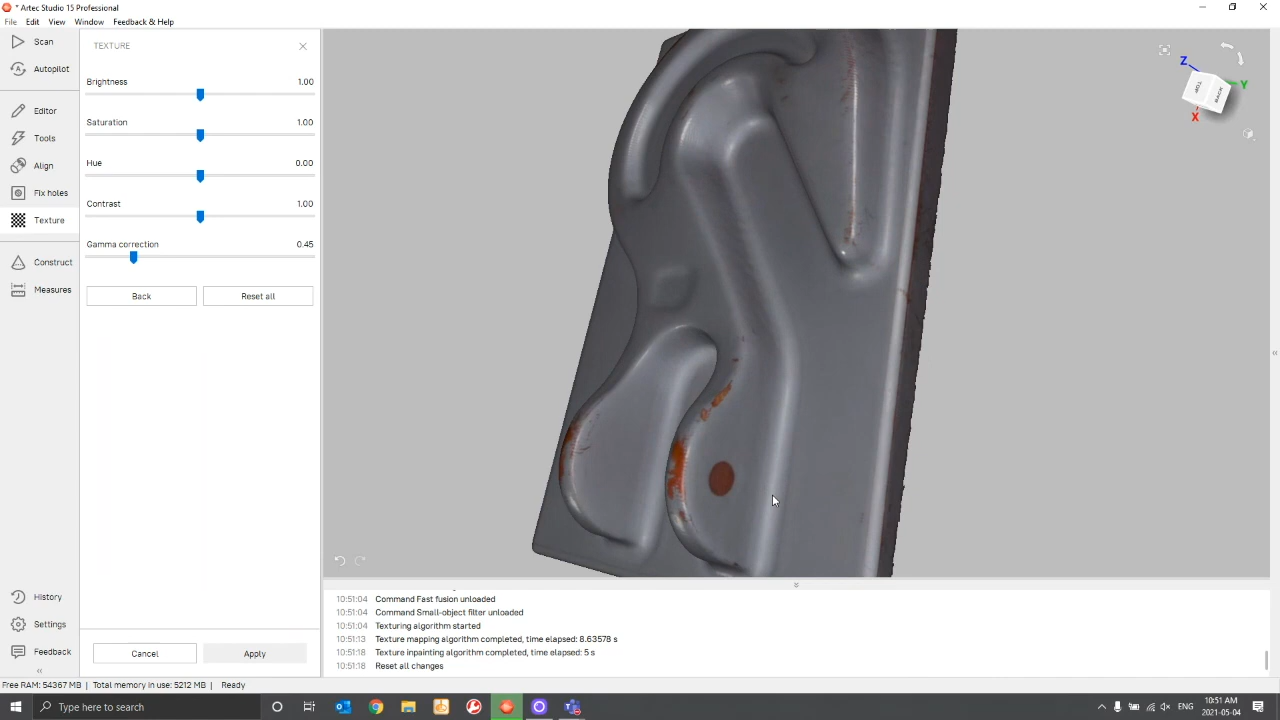 * Artec Studio 15 Professional
File Edit View Window Feedback & Help
Scan
Autopilot
Editor
Tools
Align
Fix holes
Texture
Construct
Measures
History
Settings
Feedback
TEXTURE
Brightness 1.00
Saturation 1.00
Hue 0.00
Contrast 1.00
Gamma correction 0.45
Back Reset all
Cancel Apply
Z
Y
X
TOP
10:51:04 Command Fast fusion unloaded
10:51:04 Command Small-object filter unloaded
10:51:04 Texturing algorithm started
10:51:13 Texture mapping algorithm completed, time elapsed: 8.63578 s
10:51:18 Texture inpainting algorithm completed, time elapsed: 5 s
10:51:18 Reset all changes
Free RAM: 54367 MB | Total memory in use: 5212 MB | Ready
Type here to search
ENG
10:51 AM
2021-05-04